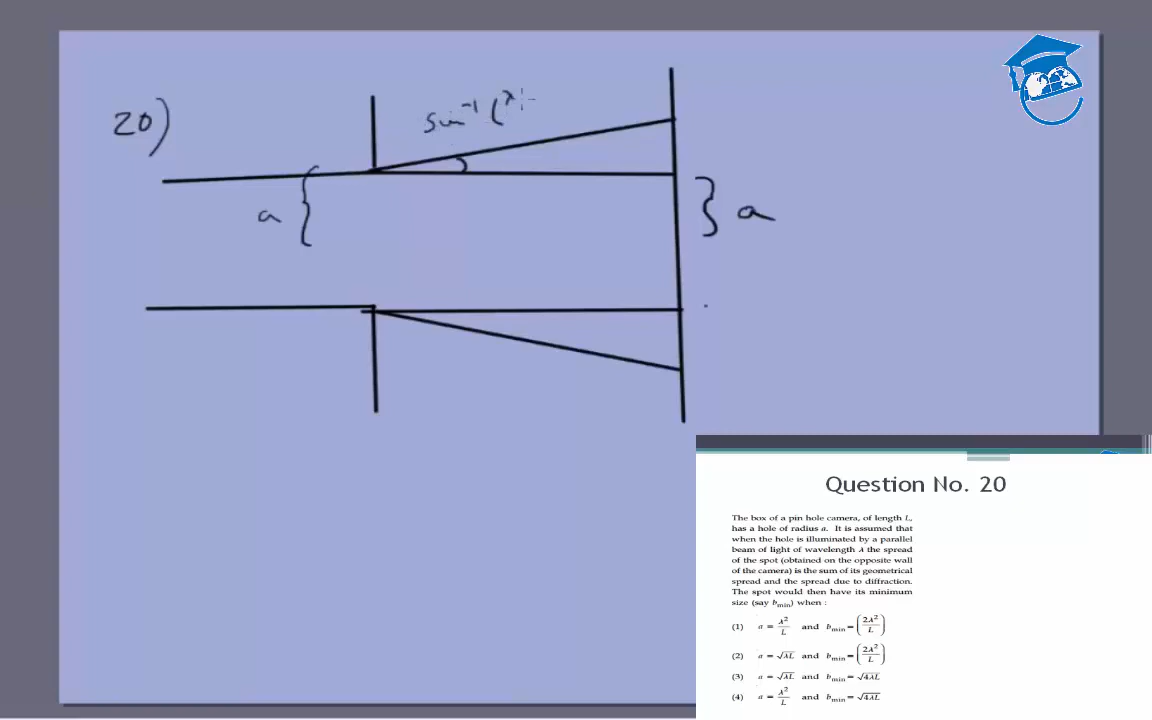 20)
sin⁻¹ (λ
a
a
Question No. 20
The box of a pin hole camera, of length L,
has a hole of radius a. It is assumed that
when the hole is illuminated by a parallel
beam of light of wavelength λ the spread
of the spot (obtained on the opposite wall
of the camera) is the sum of its geometrical
spread and the spread due to diffraction.
The spot would then have its minimum
size (say b_min) when :
(1) a = λ²/L and b_min = (2λ²/L)
(2) a = √λL and b_min = (2λ²/L)
(3) a = √λL and b_min = √4λL
(4) a = λ²/L and b_min = √4λL